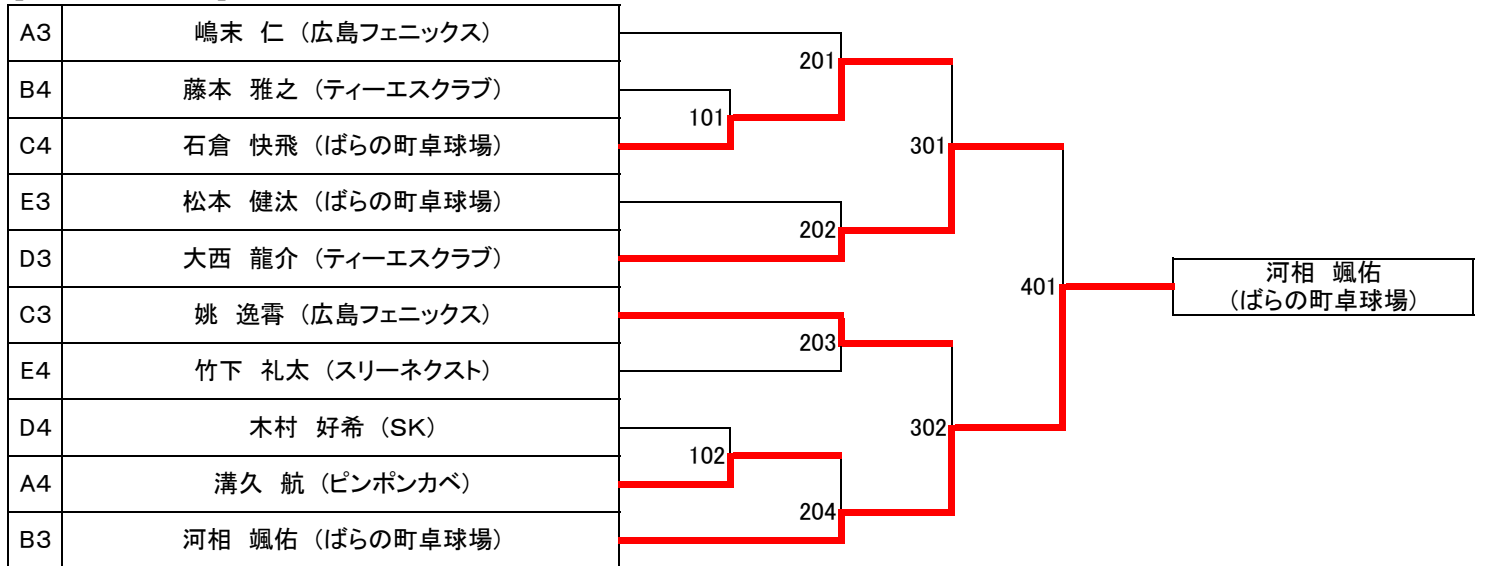 A3 嶋末 仁 (広島フェニックス)
B4 藤本 雅之 (ティーエスクラブ)
C4 石倉 快飛 (ばらの町卓球場)
E3 松本 健汰 (ばらの町卓球場)
D3 大西 龍介 (ティーエスクラブ)
C3 姚 逸霄 (広島フェニックス)
E4 竹下 礼太 (スリーネクスト)
D4 木村 好希 (SK)
A4 溝久 航 (ピンポンカベ)
B3 河相 颯佑 (ばらの町卓球場)
101
102
201
202
203
204
301
302
401
河相 颯佑
(ばらの町卓球場)